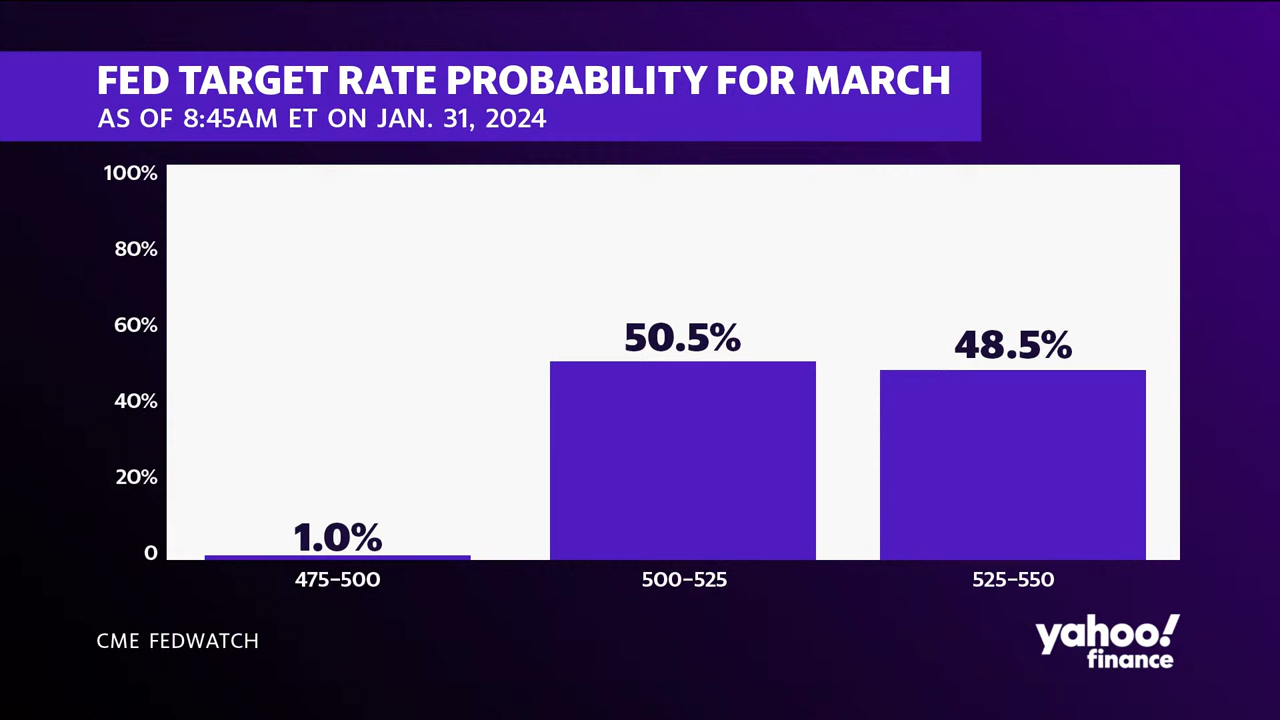 FED TARGET RATE PROBABILITY FOR MARCH
AS OF 8:45AM ET ON JAN. 31, 2024
100%
80%
60%
40%
20%
0
1.0%
50.5%
48.5%
475–500
500–525
525–550
CME FEDWATCH
yahoo!
finance